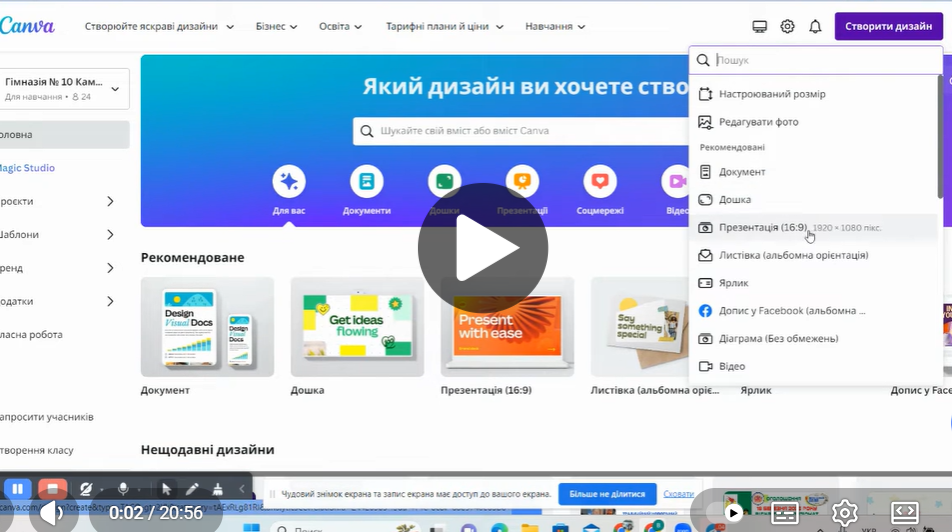 Canva
Створюйте яскраві дизайни
Бізнес
Освіта
Тарифні плани й ціни
Навчання
Створити дизайн
Гімназія № 10 Кам...
Для навчання • 24
оловна
Magic Studio
роєкти
Шаблони
ренд
одатки
ласна робота
апросити учасників
творення класу
Який дизайн ви хочете ство
Шукайте свій вміст або вміст Canva
Для вас
Документи
Дошки
Презентації
Соцмережі
Відео
Пошук
Настроюваний розмір
Редагувати фото
Рекомендовані
Документ
Дошка
Презентація (16:9) 1920 × 1080 пікс.
Листівка (альбомна орієнтація)
Ярлик
Допис у Facebook (альбомна ...
Діаграма (Без обмежень)
Відео
Рекомендоване
Design
Visual Docs
Get ideas
flowing
Present
with ease
Say
something
special
Документ
Дошка
Презентація (16:9)
Листівка (альбомна орієнта...
Ярлик
Допис у Fac
Нещодавні дизайни
Чудовий знімок екрана та запис екрана має доступ до вашого екрана.
Більше не ділитися
Сховати
0:02 / 20:56
Пошук
УКР